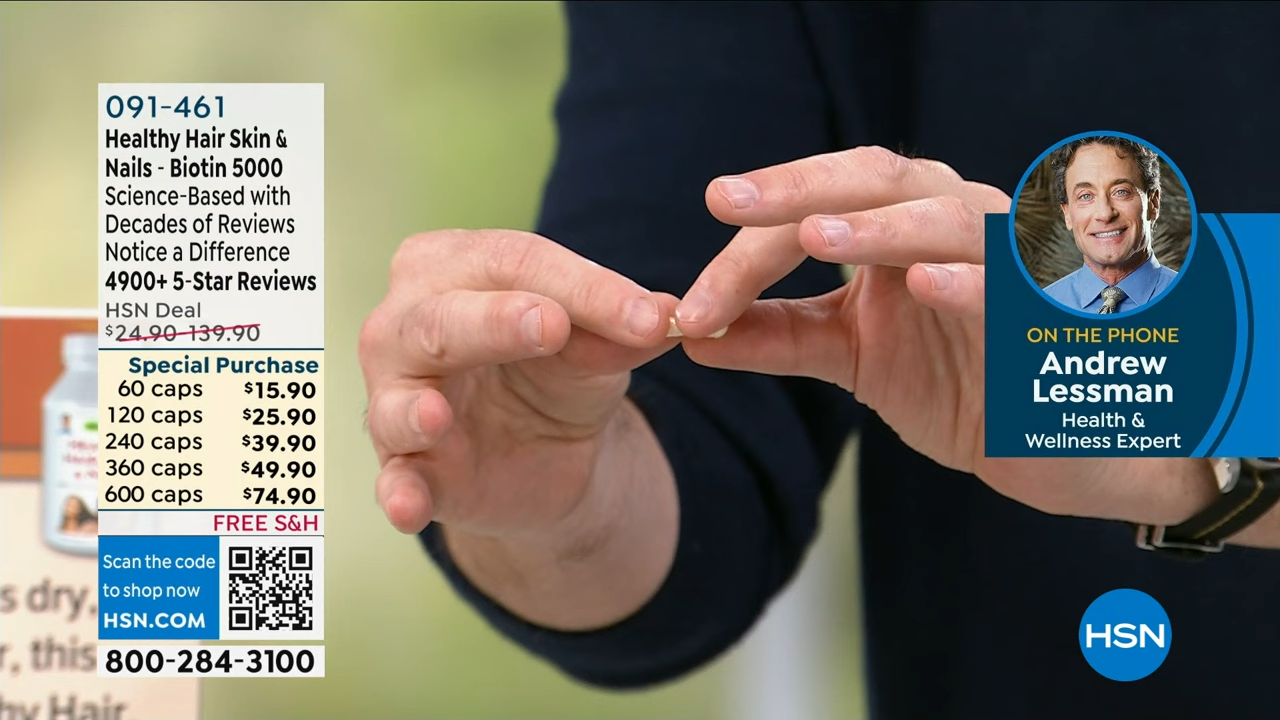 091-461
Healthy Hair Skin &
Nails - Biotin 5000
Science-Based with
Decades of Reviews
Notice a Difference
4900+ 5-Star Reviews
HSN Deal
$24.90-139.90
Special Purchase
60 caps $15.90
120 caps $25.90
240 caps $39.90
360 caps $49.90
600 caps $74.90
FREE S&H
Scan the code
to shop now
HSN.COM
800-284-3100
s dry,
r, this
hy Hair,
ON THE PHONE
Andrew
Lessman
Health &
Wellness Expert
HSN